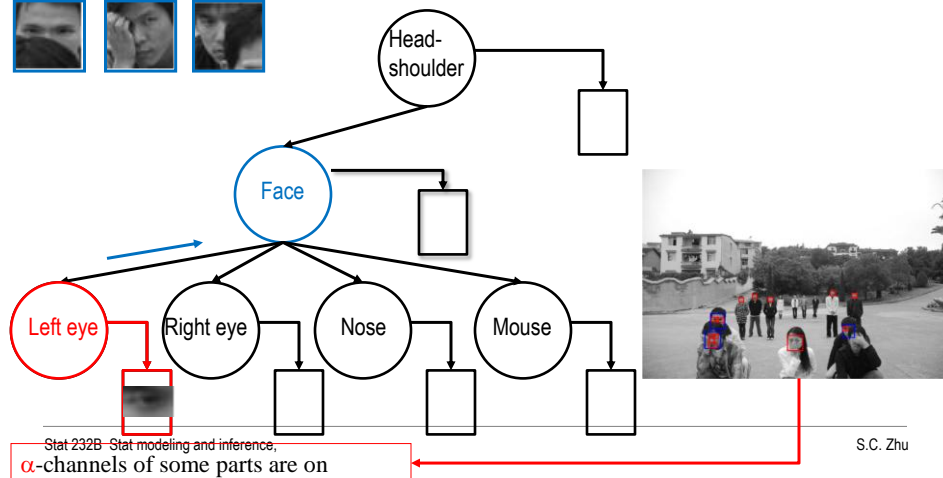 Head-
shoulder
Face
Left eye
Right eye
Nose
Mouse
Stat 232B Stat modeling and inference,
S.C. Zhu
α-channels of some parts are on